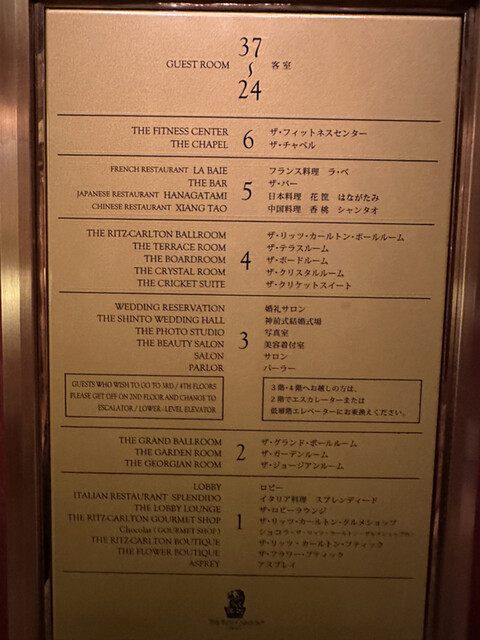 37
GUEST ROOM 〜 客室
24
THE FITNESS CENTER 6 ザ・フィットネスセンター
THE CHAPEL ザ・チャペル
FRENCH RESTAURANT LA BAIE 5 フランス料理 ラ・ベ
THE BAR ザ・バー
JAPANESE RESTAURANT HANAGATAMI 日本料理 花筐 はながたみ
CHINESE RESTAURANT XIANG TAO 中国料理 香桃 シャンタオ
THE RITZ-CARLTON BALLROOM 4 ザ・リッツ・カールトン・ボールルーム
THE TERRACE ROOM ザ・テラスルーム
THE BOARDROOM ザ・ボードルーム
THE CRYSTAL ROOM ザ・クリスタルルーム
THE CRICKET SUITE ザ・クリケットスイート
WEDDING RESERVATION 3 婚礼サロン
THE SHINTO WEDDING HALL 神前式結婚式場
THE PHOTO STUDIO 写真室
THE BEAUTY SALON 美容着付室
SALON サロン
PARLOR パーラー
GUESTS WHO WISH TO GO TO 3RD / 4TH FLOORS 3階・4階へお越しの方は、
PLEASE GET OFF ON 2ND FLOOR AND CHANGE TO 2階でエスカレーターまたは
ESCALATOR / LOWER-LEVEL ELEVATOR 低層階エレベーターにお乗換えください。
THE GRAND BALLROOM 2 ザ・グランド・ボールルーム
THE GARDEN ROOM ザ・ガーデンルーム
THE GEORGIAN ROOM ザ・ジョージアンルーム
LOBBY 1 ロビー
ITALIAN RESTAURANT SPLENDIDO イタリア料理 スプレンディード
THE LOBBY LOUNGE ザ・ロビーラウンジ
THE RITZ-CARLTON GOURMET SHOP ザ・リッツ・カールトン・グルメショップ
Chocolat (GOURMET SHOP) ショコラ
THE RITZ-CARLTON BOUTIQUE ザ・リッツ・カールトン・ブティック
THE FLOWER BOUTIQUE ザ・フラワー・ブティック
ASPREY アスプレイ
THE RITZ-CARLTON